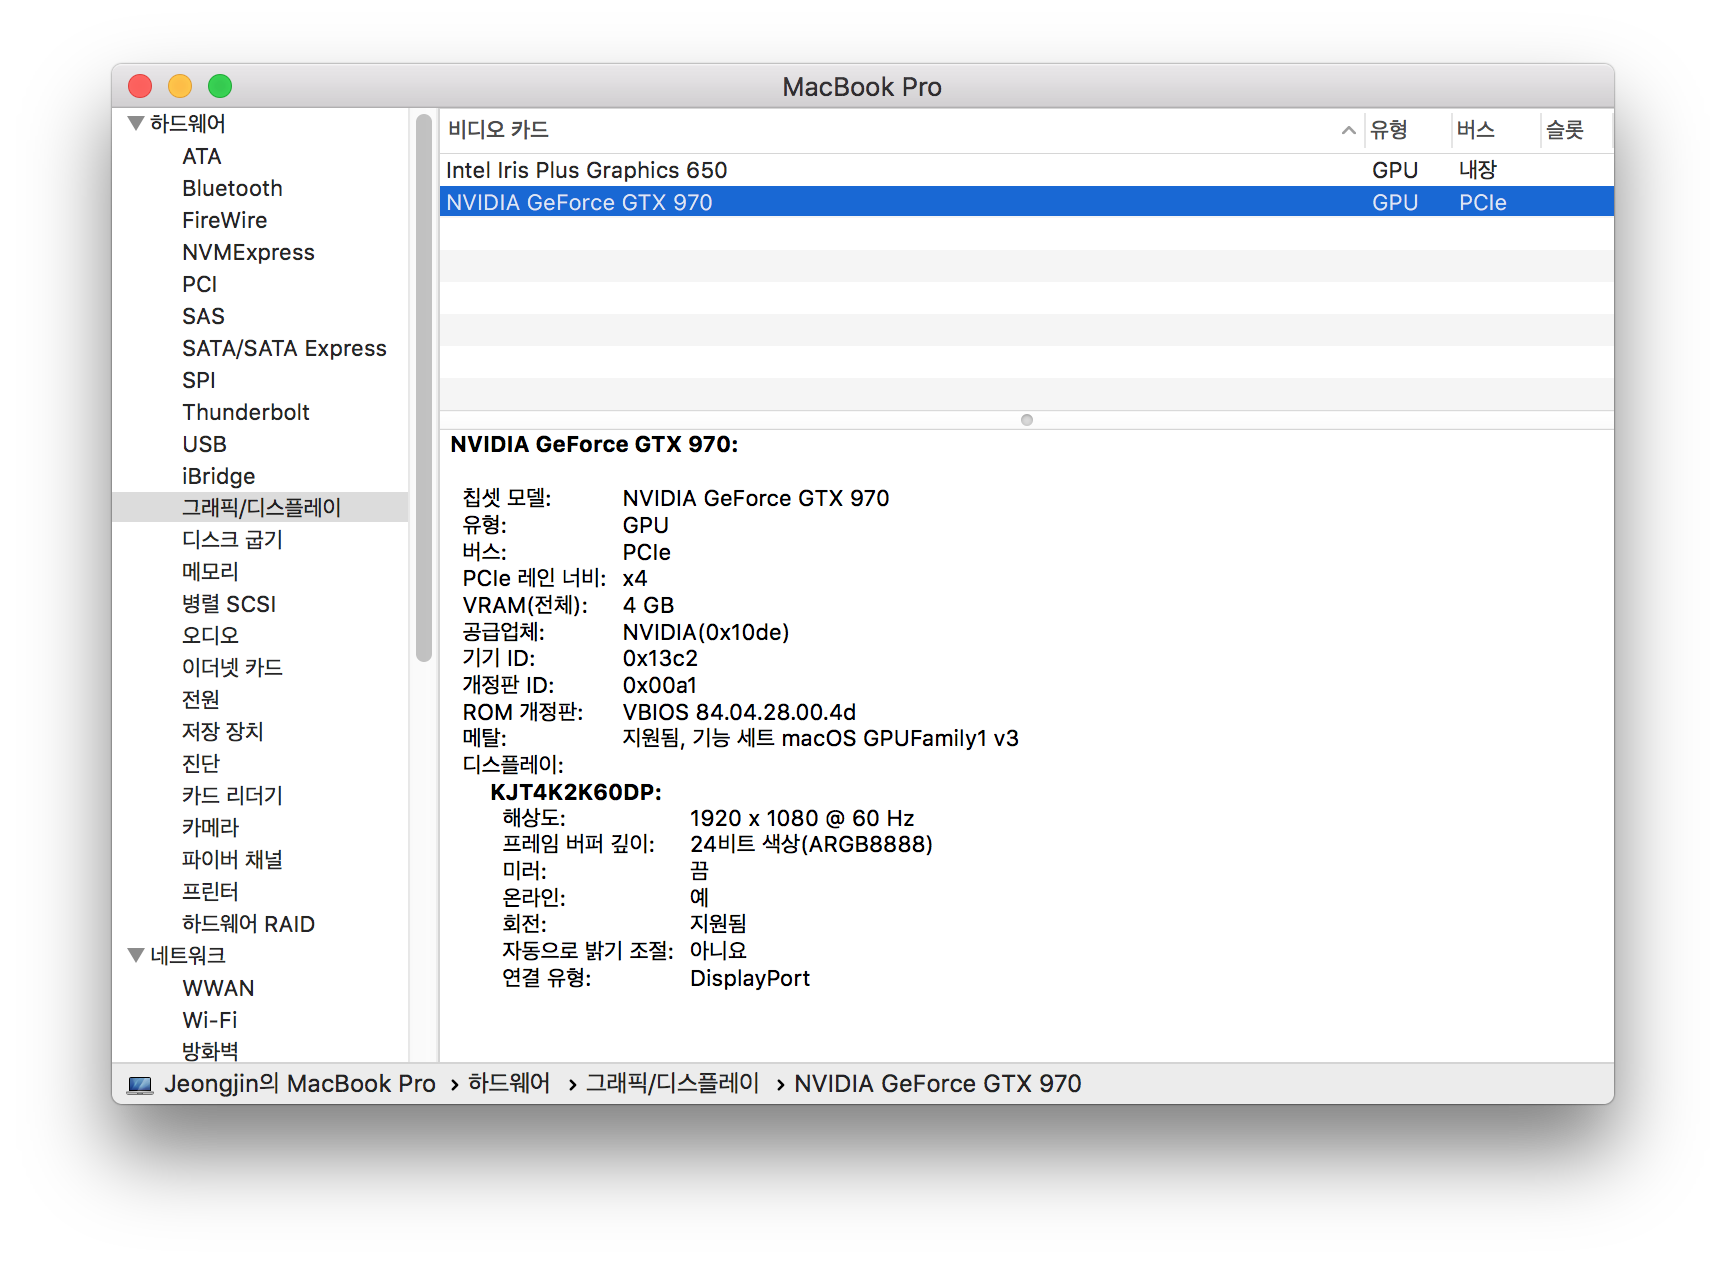 MacBook Pro
하드웨어
ATA
Bluetooth
FireWire
NVMExpress
PCI
SAS
SATA/SATA Express
SPI
Thunderbolt
USB
iBridge
그래픽/디스플레이
디스크 굽기
메모리
병렬 SCSI
오디오
이더넷 카드
전원
저장 장치
진단
카드 리더기
카메라
파이버 채널
프린터
하드웨어 RAID
네트워크
WWAN
Wi-Fi
방화벽
비디오 카드 유형 버스 슬롯
Intel Iris Plus Graphics 650 GPU 내장
NVIDIA GeForce GTX 970 GPU PCIe
NVIDIA GeForce GTX 970:
칩셋 모델: NVIDIA GeForce GTX 970
유형: GPU
버스: PCIe
PCIe 레인 너비: x4
VRAM(전체): 4 GB
공급업체: NVIDIA(0x10de)
기기 ID: 0x13c2
개정판 ID: 0x00a1
ROM 개정판: VBIOS 84.04.28.00.4d
메탈: 지원됨, 기능 세트 macOS GPUFamily1 v3
디스플레이:
KJT4K2K60DP:
해상도: 1920 x 1080 @ 60 Hz
프레임 버퍼 깊이: 24비트 색상(ARGB8888)
미러: 끔
온라인: 예
회전: 지원됨
자동으로 밝기 조절: 아니요
연결 유형: DisplayPort
Jeongjin의 MacBook Pro › 하드웨어 › 그래픽/디스플레이 › NVIDIA GeForce GTX 970